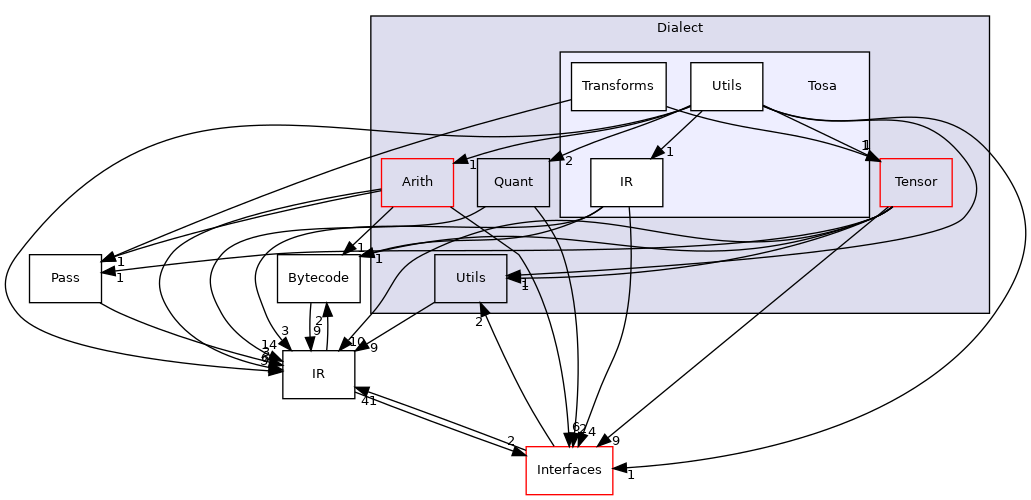 Dialect
Transforms
Utils
Tosa
1
1
2
1
Arith
Quant
IR
Tensor
1
1
1
1
Pass
Bytecode
Utils
1
2
2
3
9
14
10
9
IR
41
2
6
24
9
Interfaces
1